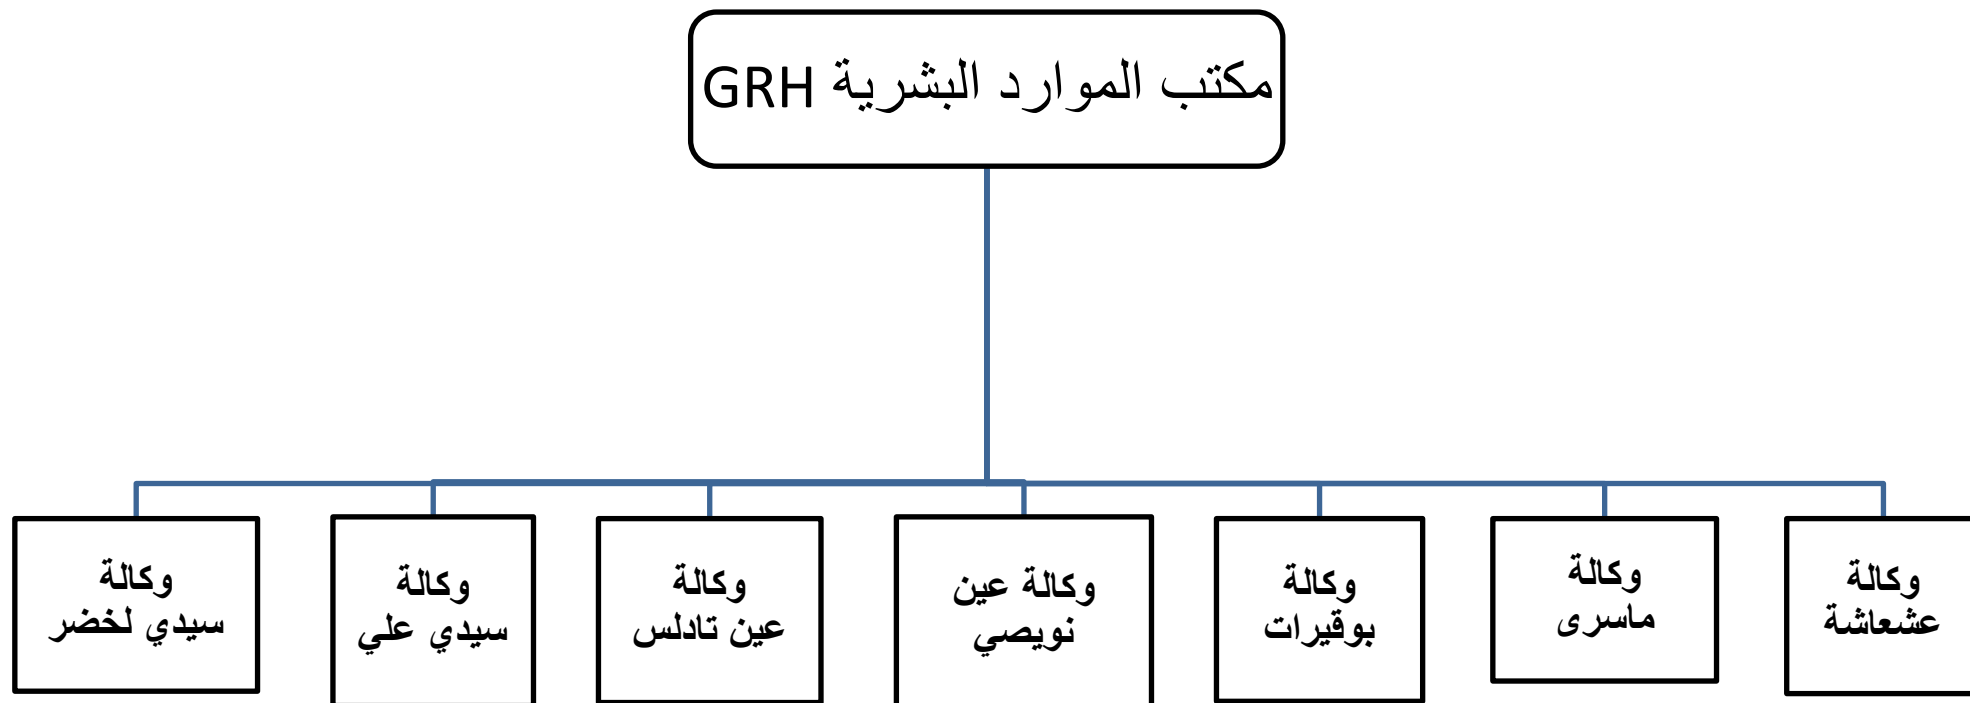 مكتب الموارد البشرية GRH
وكالة
عشعاشة
وكالة
ماسرى
وكالة
بوقيرات
وكالة عين
نويصي
وكالة
عين تادلس
وكالة
سيدي علي
وكالة
سيدي لخضر